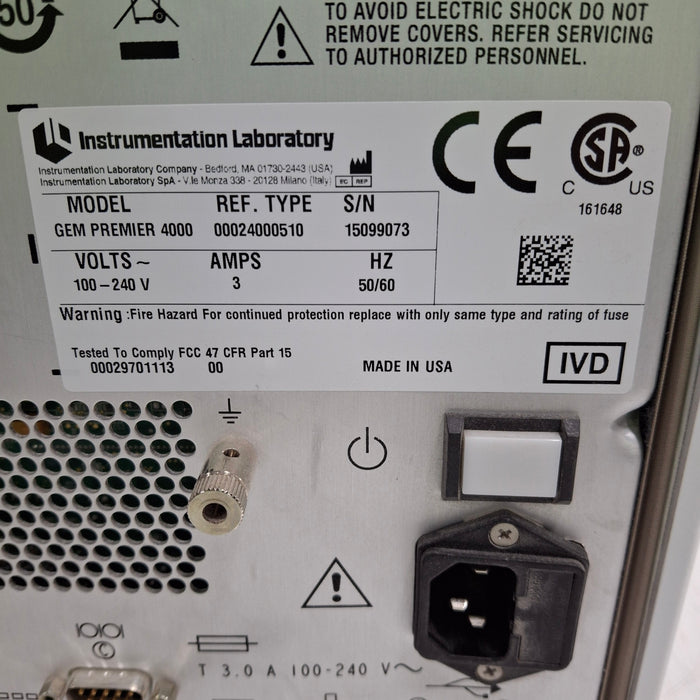 50
TO AVOID ELECTRIC SHOCK DO NOT
REMOVE COVERS. REFER SERVICING
TO AUTHORIZED PERSONNEL.
Instrumentation Laboratory
Instrumentation Laboratory Company - Bedford, MA 01730-2443 (USA)
Instrumentation Laboratory SpA - V.le Monza 338 - 20128 Milano (Italy) EC REP
CE
CSA ®
C US
161648
MODEL REF. TYPE S/N
GEM PREMIER 4000 00024000510 15099073
VOLTS ~ AMPS HZ
100-240 V 3 50/60
Warning :Fire Hazard For continued protection replace with only same type and rating of fuse
Tested To Comply FCC 47 CFR Part 15
00029701113 00 MADE IN USA
IVD
IOIOI
©
T 3.0 A 100-240 V~